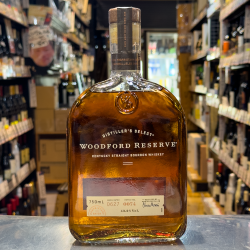 DISTILLER'S SELECT
WOODFORD RESERVE
KENTUCKY STRAIGHT BOURBON WHISKEY
750mL